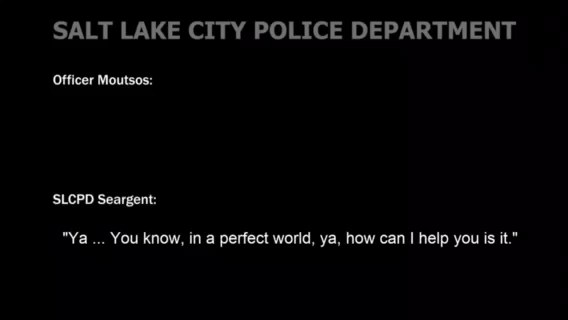 SALT LAKE CITY POLICE DEPARTMENT
Officer Moutsos:
SLCPD Seargent:
"Ya ... You know, in a perfect world, ya, how can I help you is it."